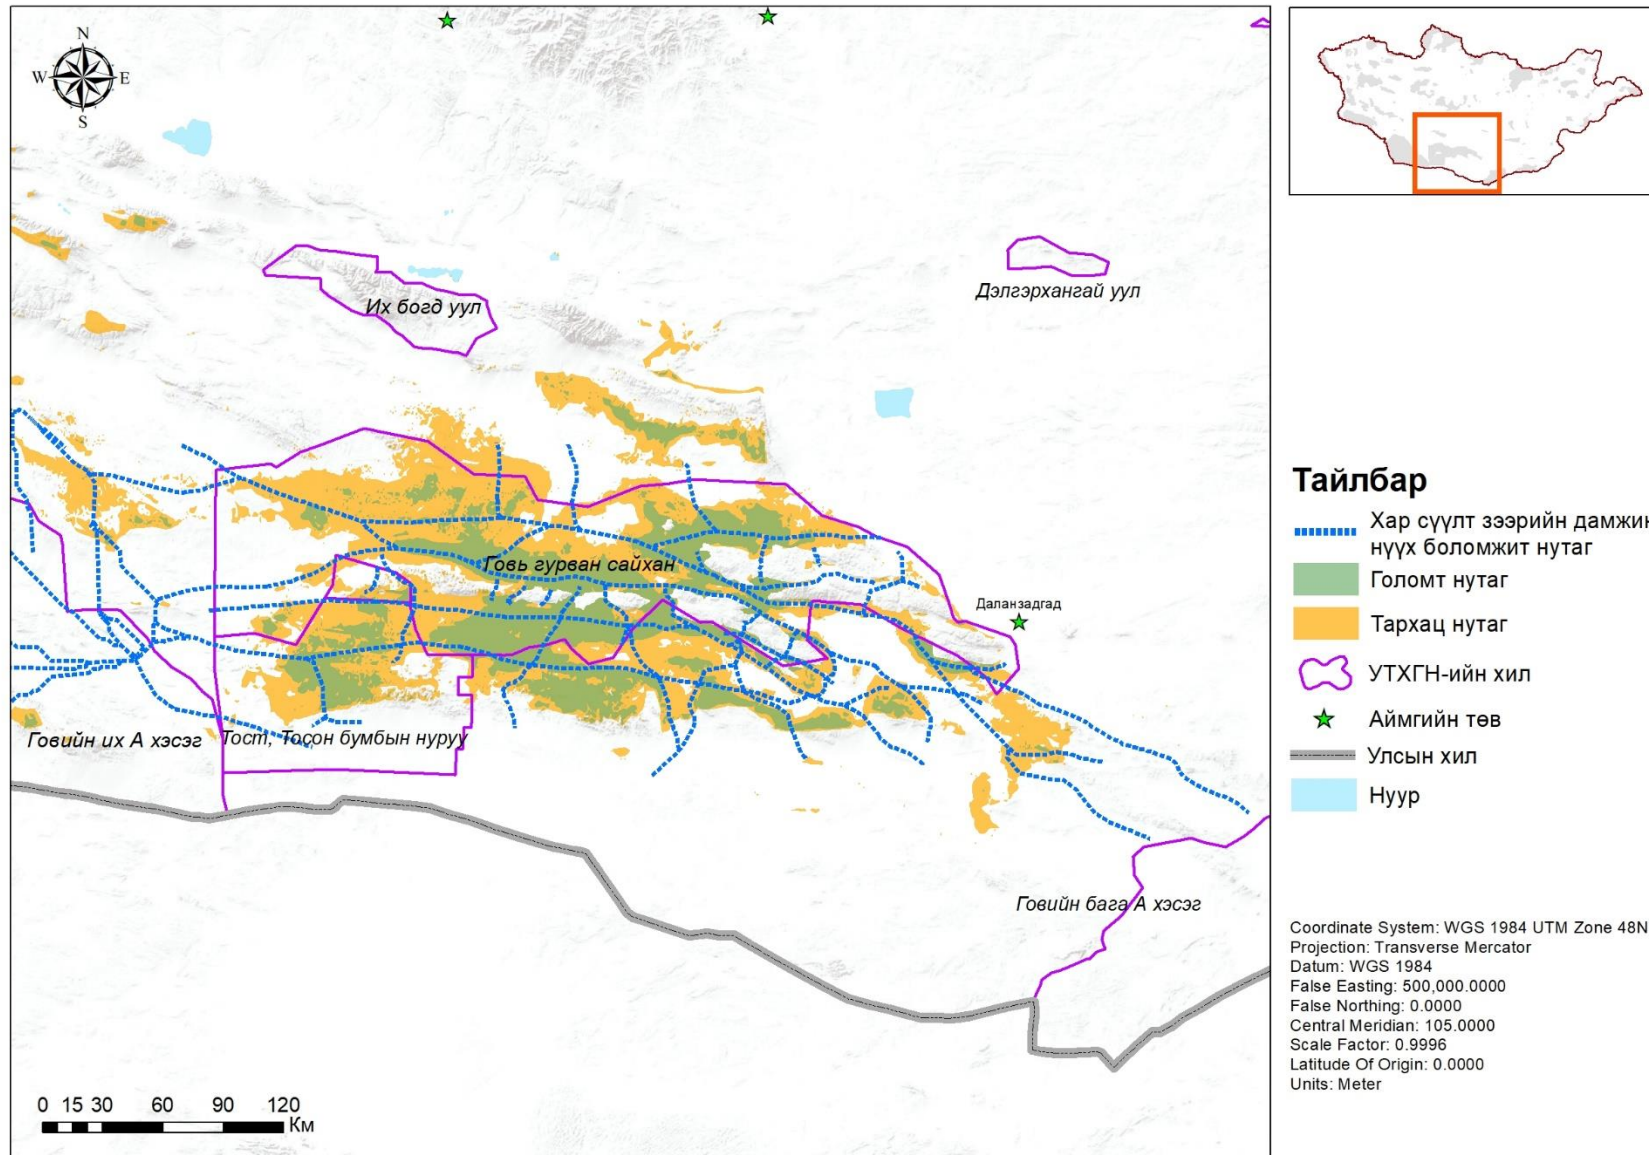 N
W E
S
Их богд уул
Дэлгэрхангай уул
Говь гурван сайхан
Даланзадгад
Говийн их А хэсэг
Тост, Тосон бумбын нуруу
Говийн бага А хэсэг
0 15 30 60 90 120
Км
Тайлбар
Хар сүүлт зээрийн дамжин
нүүх боломжит нутаг
Голомт нутаг
Тархац нутаг
УТХГН-ийн хил
Аймгийн төв
Улсын хил
Нуур
Coordinate System: WGS 1984 UTM Zone 48N
Projection: Transverse Mercator
Datum: WGS 1984
False Easting: 500,000.0000
False Northing: 0.0000
Central Meridian: 105.0000
Scale Factor: 0.9996
Latitude Of Origin: 0.0000
Units: Meter